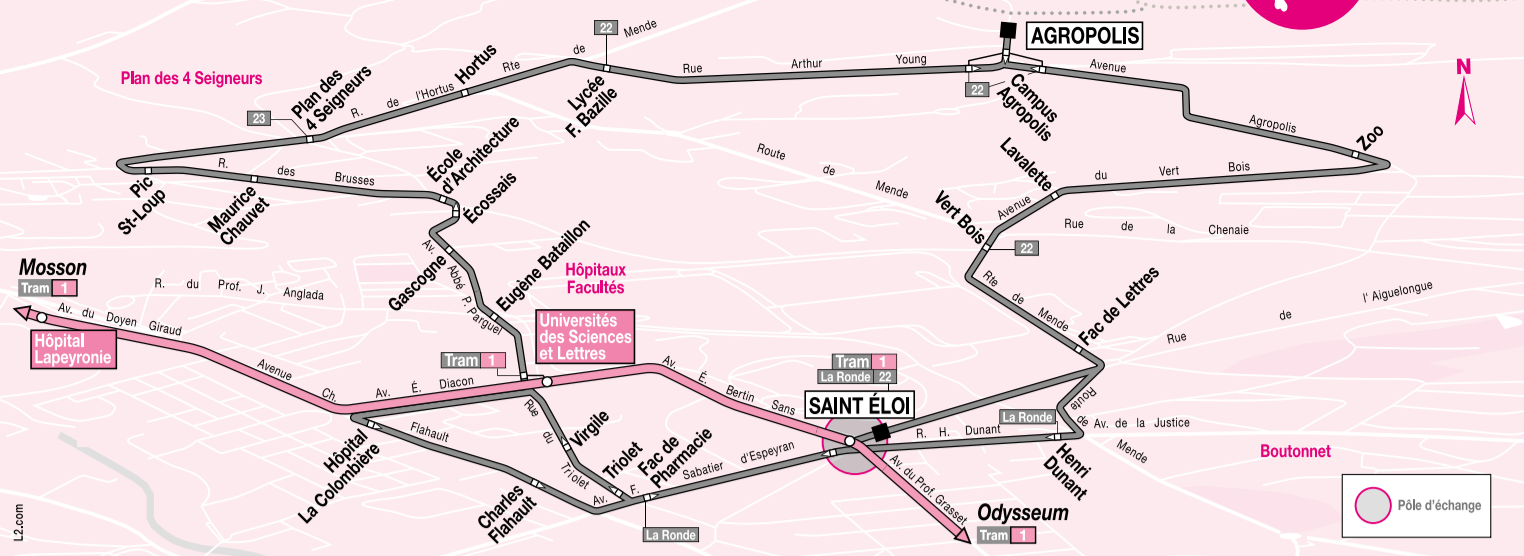 22
Mende
de
Rte
Hortus
l'Hortus
de
R.
Plan des 4 Seigneurs
Plan des
4 Seigneurs
23
Lycée
F. Bazille
Rue
Arthur
Young
AGROPOLIS
22
Campus
Agropolis
Avenue
Agropolis
Zoo
N
Pic
St-Loup
R.
des
Brusses
Maurice
Chauvet
École
d'Architecture
Écossais
Route
de
Mende
Lavalette
Avenue
du
Vert
Bois
Vert Bois
22
Rue
de
la
Chenaie
Av.
Abbé
P.
Parguel
Gascogne
Eugène Bataillon
Hôpitaux
Facultés
Mosson
Tram 1
R. du Prof. J. Anglada
Av. du Doyen Giraud
Hôpital
Lapeyronie
Rte
de
Mende
Fac de Lettres
Rue
de
l' Aiguelongue
Universités
des Sciences
et Lettres
Tram 1
Avenue
Ch.
Av.
É.
Diacon
Av.
É.
Bertin
Sans
Tram 1
La Ronde 22
SAINT ÉLOI
Flahault
Hôpital
La Colombière
Rue
du
Triolet
Virgile
Triolet
Fac de
Pharmacie
Charles
Flahault
Av.
F.
Sabatier
d'Espeyran
La Ronde
R.
H.
Dunant
La Ronde
Route
de
Mende
Av. de la Justice
Henri
Dunant
Boutonnet
Av. du Prof. Grasset
Odysseum
Tram 1
Pôle d'échange
L2.com